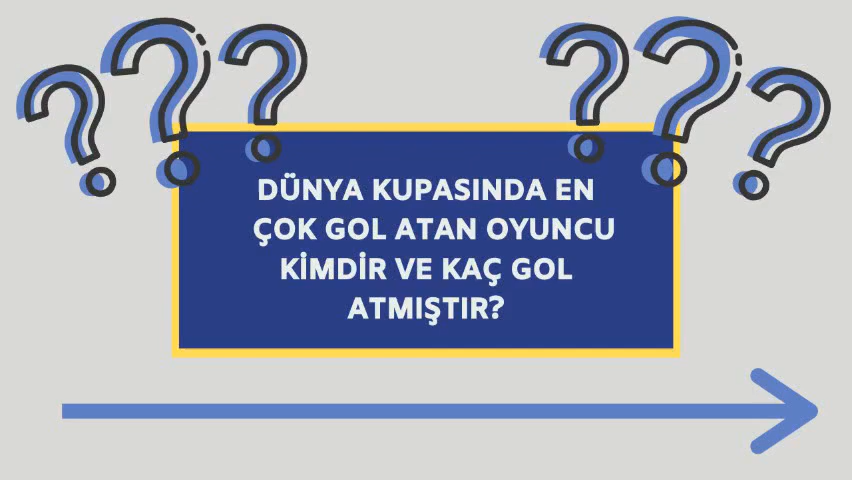 DÜNYA KUPASINDA EN
ÇOK GOL ATAN OYUNCU
KİMDİR VE KAÇ GOL
ATMIŞTIR?